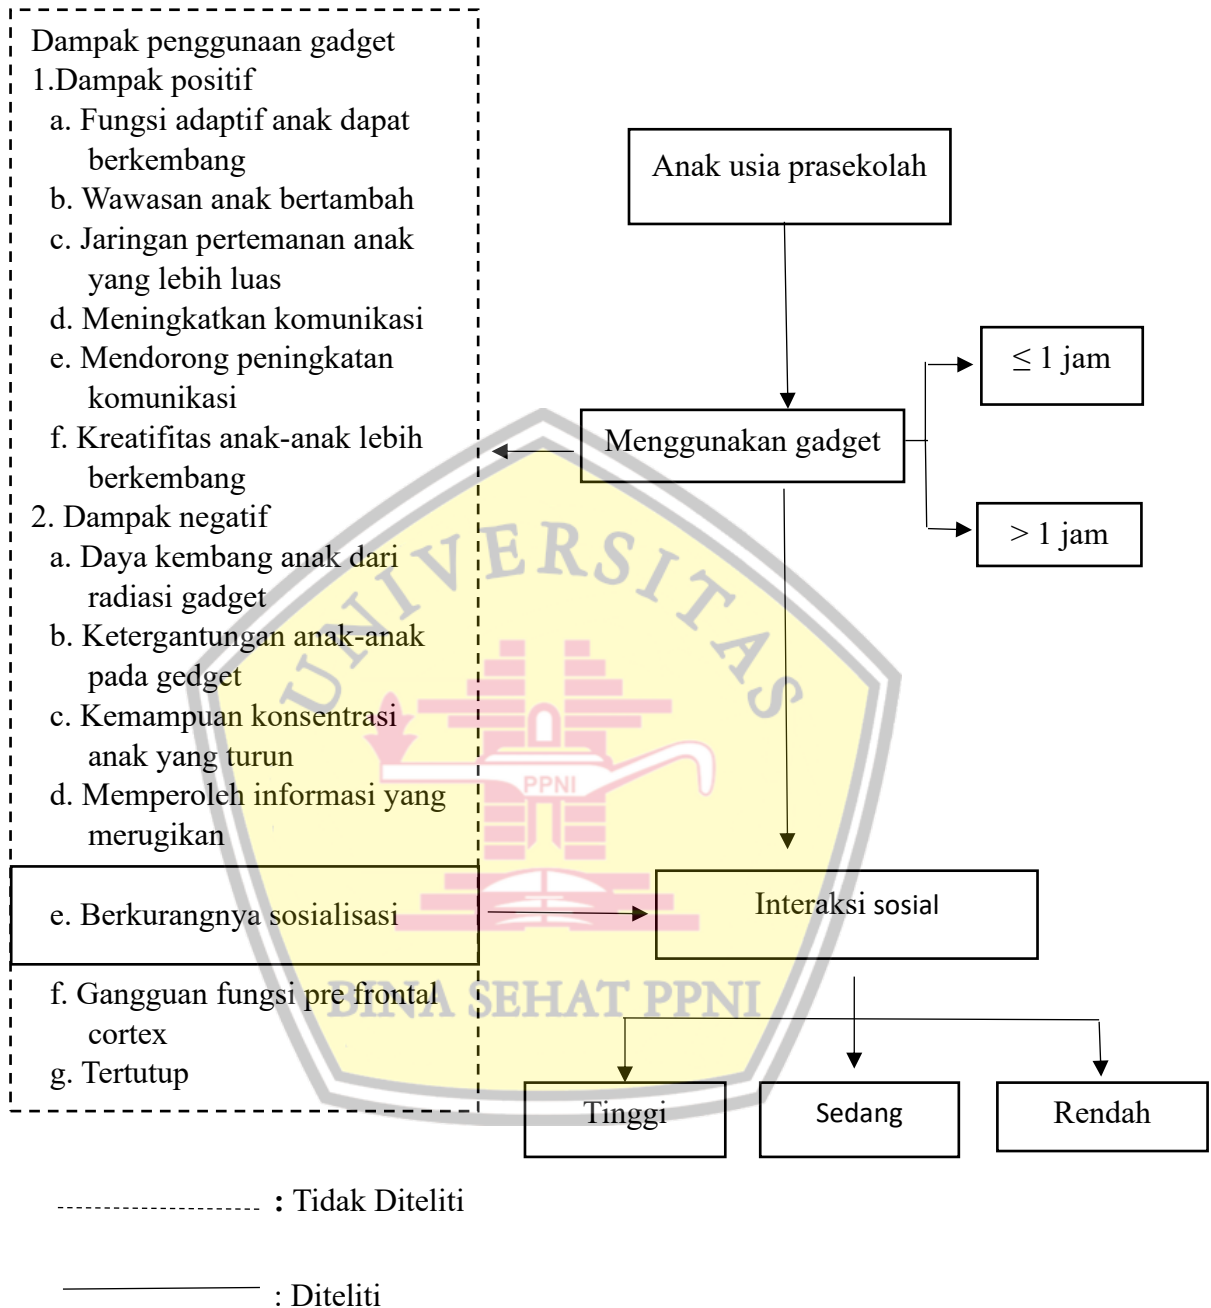 Dampak penggunaan gadget
1.Dampak positif
a. Fungsi adaptif anak dapat
berkembang
b. Wawasan anak bertambah
c. Jaringan pertemanan anak
yang lebih luas
d. Meningkatkan komunikasi
e. Mendorong peningkatan
komunikasi
f. Kreatifitas anak-anak lebih
berkembang
2. Dampak negatif
a. Daya kembang anak dari
radiasi gadget
b. Ketergantungan anak-anak
pada gedget
c. Kemampuan konsentrasi
anak yang turun
d. Memperoleh informasi yang
merugikan
e. Berkurangnya sosialisasi
f. Gangguan fungsi pre frontal
cortex
g. Tertutup
Anak usia prasekolah
Menggunakan gadget
≤ 1 jam
> 1 jam
Interaksi sosial
Tinggi
Sedang
Rendah
UNIVERSITAS
PPNI
BINA SEHAT PPNI
: Tidak Diteliti
: Diteliti